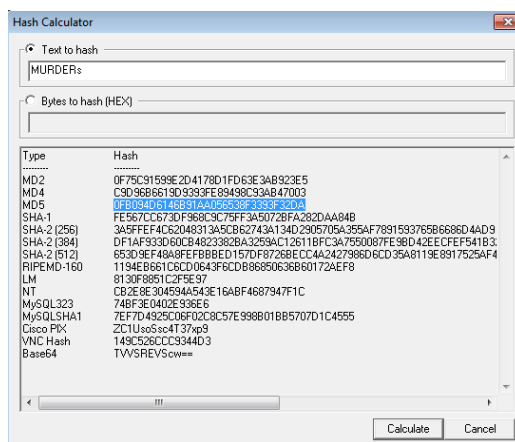 Hash Calculator
Text to hash
MURDERs
Bytes to hash (HEX)
Type Hash
--------- ---------
MD2 0F75C91599E2D4178D1FD63E3AB923E5
MD4 C9D96B6619D9393FE89498C93AB47003
MD5 0FB094D6146B91AA056538F3393F32DA
SHA-1 FE567CC673DF968C9C75FF3A5072BFA282DAA84B
SHA-2 (256) 3A5FFEF4C62048313A5CB62743A134D2905705A355AF7891593765B6686D4AD9
SHA-2 (384) DF1AF933D60CB4823382BA3259AC12611BFC3A7550087FE9BD42EECFEF541B3
SHA-2 (512) 653D9EF48A8FEFBBBED157DF8726BECC4A2427986D6CD35A8119E8917525AF4
RIPEMD-160 1194EB661C6CD0643F6CDB86850636B60172AEF8
LM 8130F8851C2F5E97
NT CB2E8E304594A543E16ABF4687947F1C
MySQL323 74BF3E0402E936E6
MySQLSHA1 7EF7D4925C06F02C8C57E998B01BB5707D1C4555
Cisco PIX ZC1UsoSsc4T37xp9
VNC Hash 149C526CCC9344D3
Base64 TVVSREVScw==
Calculate Cancel